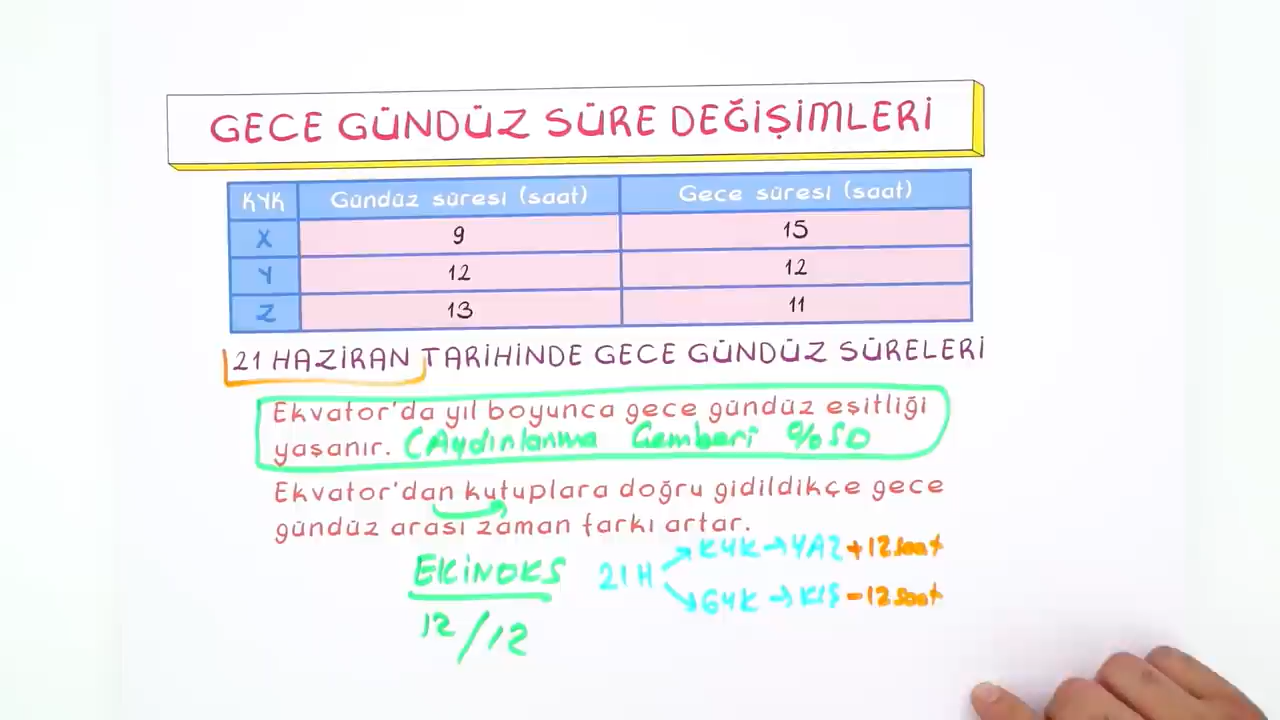 GECE GÜNDÜZ SÜRE DEĞİŞİMLERİ
KYK Gündüz süresi (saat) Gece süresi (saat)
X 9 15
Y 12 12
Z 13 11
21 HAZİRAN TARİHİNDE GECE GÜNDÜZ SÜRELERİ
Ekvator'da yıl boyunca gece gündüz eşitliği
yaşanır. (Aydınlanma Çemberi %50
Ekvator'dan kutuplara doğru gidildikçe gece
gündüz arası zaman farkı artar.
EKİNOKS
12/12
21 H
KYK → YAZ +12 saat
GYK → KIŞ -12 saat